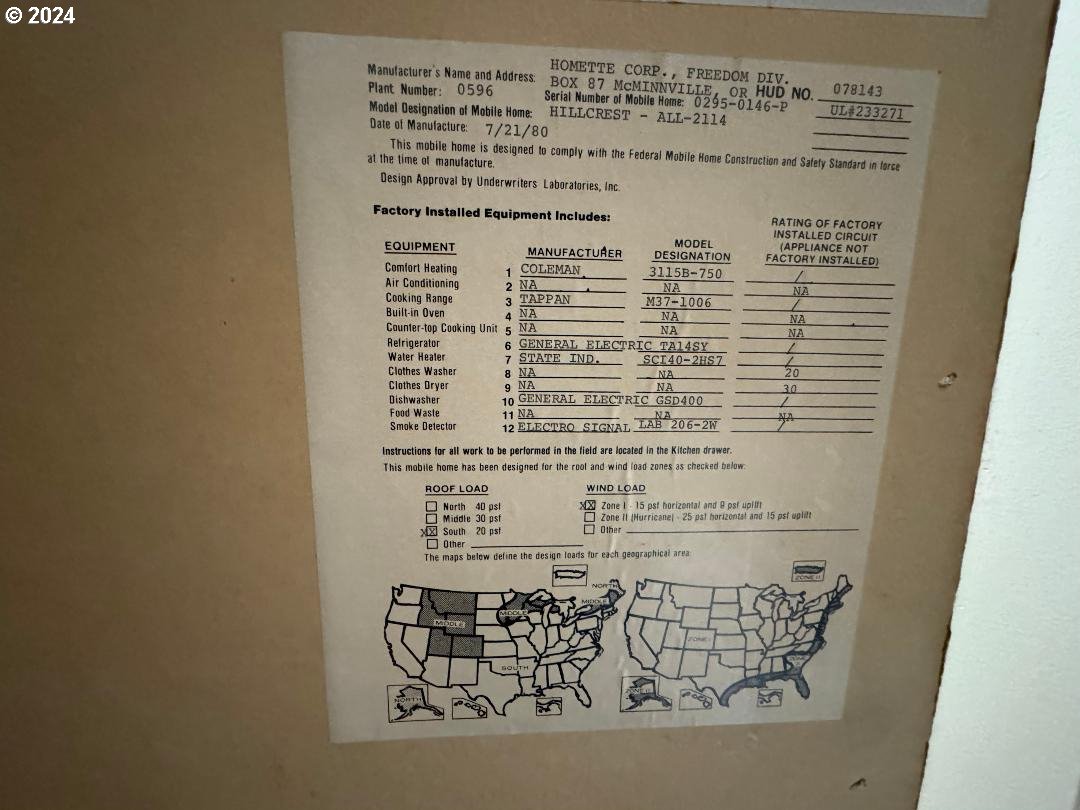 © 2024
Manufacturer's Name and Address: HOMETTE CORP., FREEDOM DIV.
BOX 87 McMINNVILLE, OR HUD NO. 078143
Plant Number: 0596
Serial Number of Mobile Home: 0295-0146-P UL#233271
Model Designation of Mobile Home: HILLCREST - ALL-2114
Date of Manufacture: 7/21/80
This mobile home is designed to comply with the Federal Mobile Home Construction and Safety Standard in force
at the time of manufacture.
Design Approval by Underwriters Laboratories, Inc.
Factory Installed Equipment Includes:
RATING OF FACTORY
INSTALLED CIRCUIT
(APPLIANCE NOT
FACTORY INSTALLED)
EQUIPMENT MANUFACTURER MODEL
DESIGNATION
Comfort Heating 1 COLEMAN 3115B-750 /
Air Conditioning 2 NA NA NA
Cooking Range 3 TAPPAN M37-1006 /
Built-in Oven 4 NA NA NA
Counter-top Cooking Unit 5 NA NA NA
Refrigerator 6 GENERAL ELECTRIC TA14SY /
Water Heater 7 STATE IND. SCI40-2HS7 /
Clothes Washer 8 NA NA 20
Clothes Dryer 9 NA NA 30
Dishwasher 10 GENERAL ELECTRIC GSD400 /
Food Waste 11 NA NA NA
Smoke Detector 12 ELECTRO SIGNAL LAB 206-2W /
Instructions for all work to be performed in the field are located in the Kitchen drawer.
This mobile home has been designed for the roof and wind load zones as checked below:
ROOF LOAD WIND LOAD
North 40 psf XX Zone I - 15 psf horizontal and 9 psf uplift
Middle 30 psf Zone II (Hurricane) - 25 psf horizontal and 15 psf uplift
XX South 20 psf Other
Other
The maps below define the design loads for each geographical area:
NORTH ZONE II
MIDDLE MIDDLE
MIDDLE ZONE I
SOUTH ZONE
NORTH ZONE II